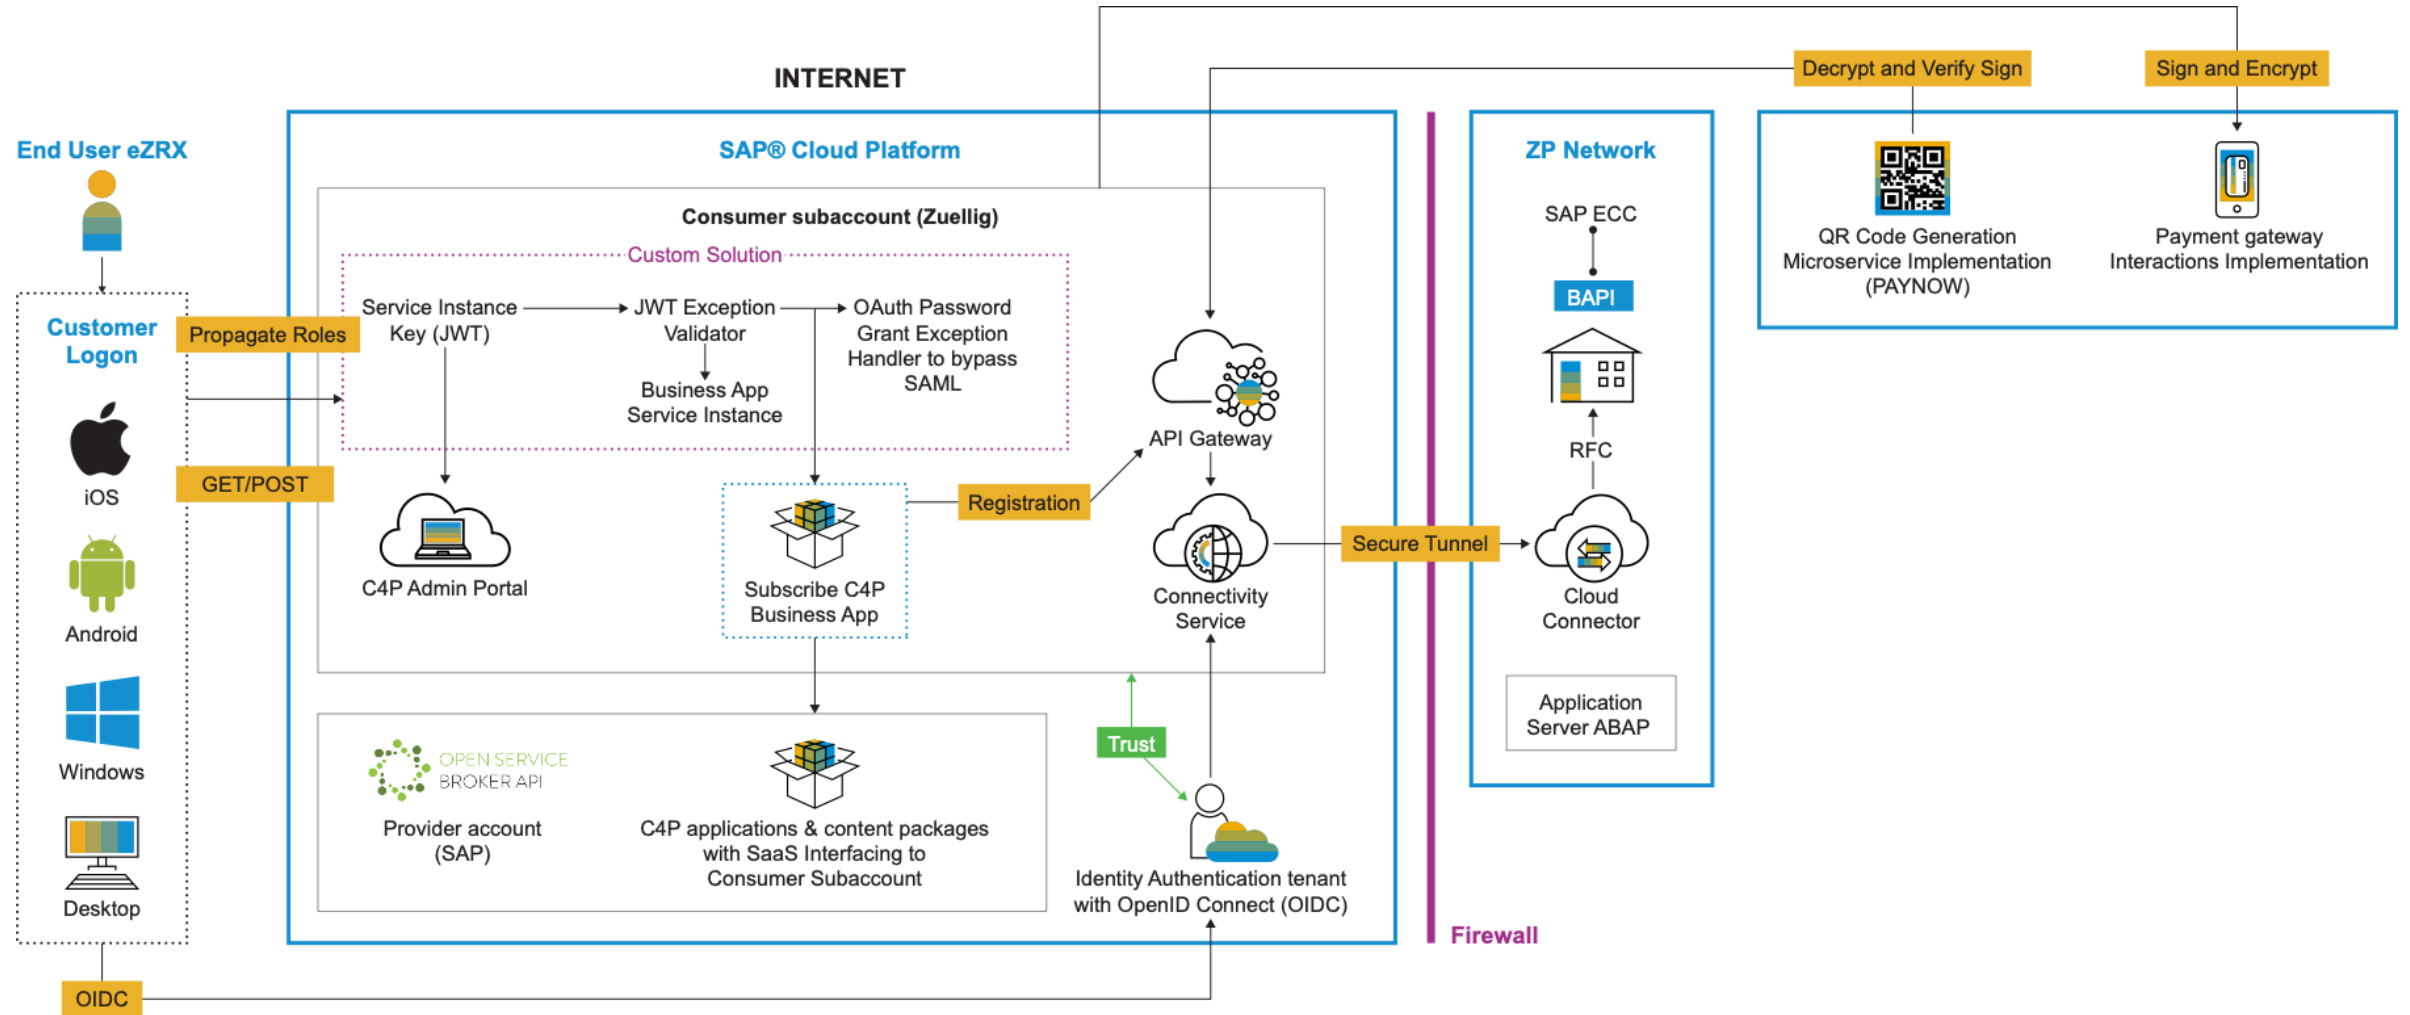 INTERNET
Decrypt and Verify Sign
Sign and Encrypt
End User eZRX
SAP® Cloud Platform
ZP Network
Consumer subaccount (Zuellig)
Custom Solution
SAP ECC
QR Code Generation
Microservice Implementation
(PAYNOW)
Payment gateway
Interactions Implementation
BAPI
Customer
Logon
Propagate Roles
Service Instance
Key (JWT)
JWT Exception
Validator
OAuth Password
Grant Exception
Handler to bypass
SAML
Business App
Service Instance
API Gateway
RFC
iOS
GET/POST
Registration
Secure Tunnel
C4P Admin Portal
Subscribe C4P
Business App
Connectivity
Service
Cloud
Connector
Android
Application
Server ABAP
Trust
Windows
OPEN SERVICE
BROKER API
Provider account
(SAP)
C4P applications & content packages
with SaaS Interfacing to
Consumer Subaccount
Identity Authentication tenant
with OpenID Connect (OIDC)
Desktop
Firewall
OIDC